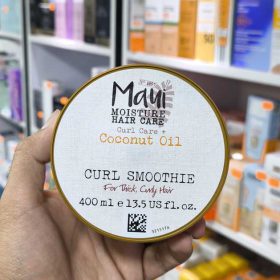 Maui
MOISTURE
HAIR CARE
Curl Care +
Coconut Oil
CURL SMOOTHIE
For Thick, Curly Hair
400 ml e 13.5 US fl.oz.